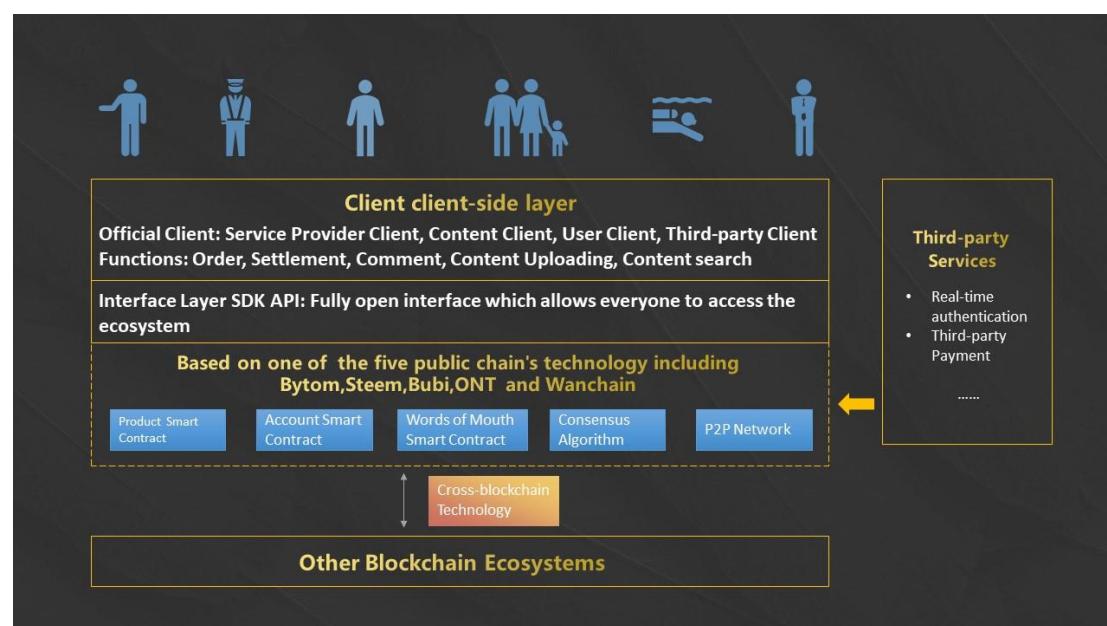 Client client-side layer
Official Client: Service Provider Client, Content Client, User Client, Third-party Client
Functions: Order, Settlement, Comment, Content Uploading, Content search
Interface Layer SDK API: Fully open interface which allows everyone to access the
ecosystem
Based on one of the five public chain's technology including
Bytom,Steem,Bubi,ONT and Wanchain
Product Smart
Contract
Account Smart
Contract
Words of Mouth
Smart Contract
Consensus
Algorithm
P2P Network
Cross-blockchain
Technology
Other Blockchain Ecosystems
Third-party
Services
• Real-time
authentication
• Third-party
Payment
……